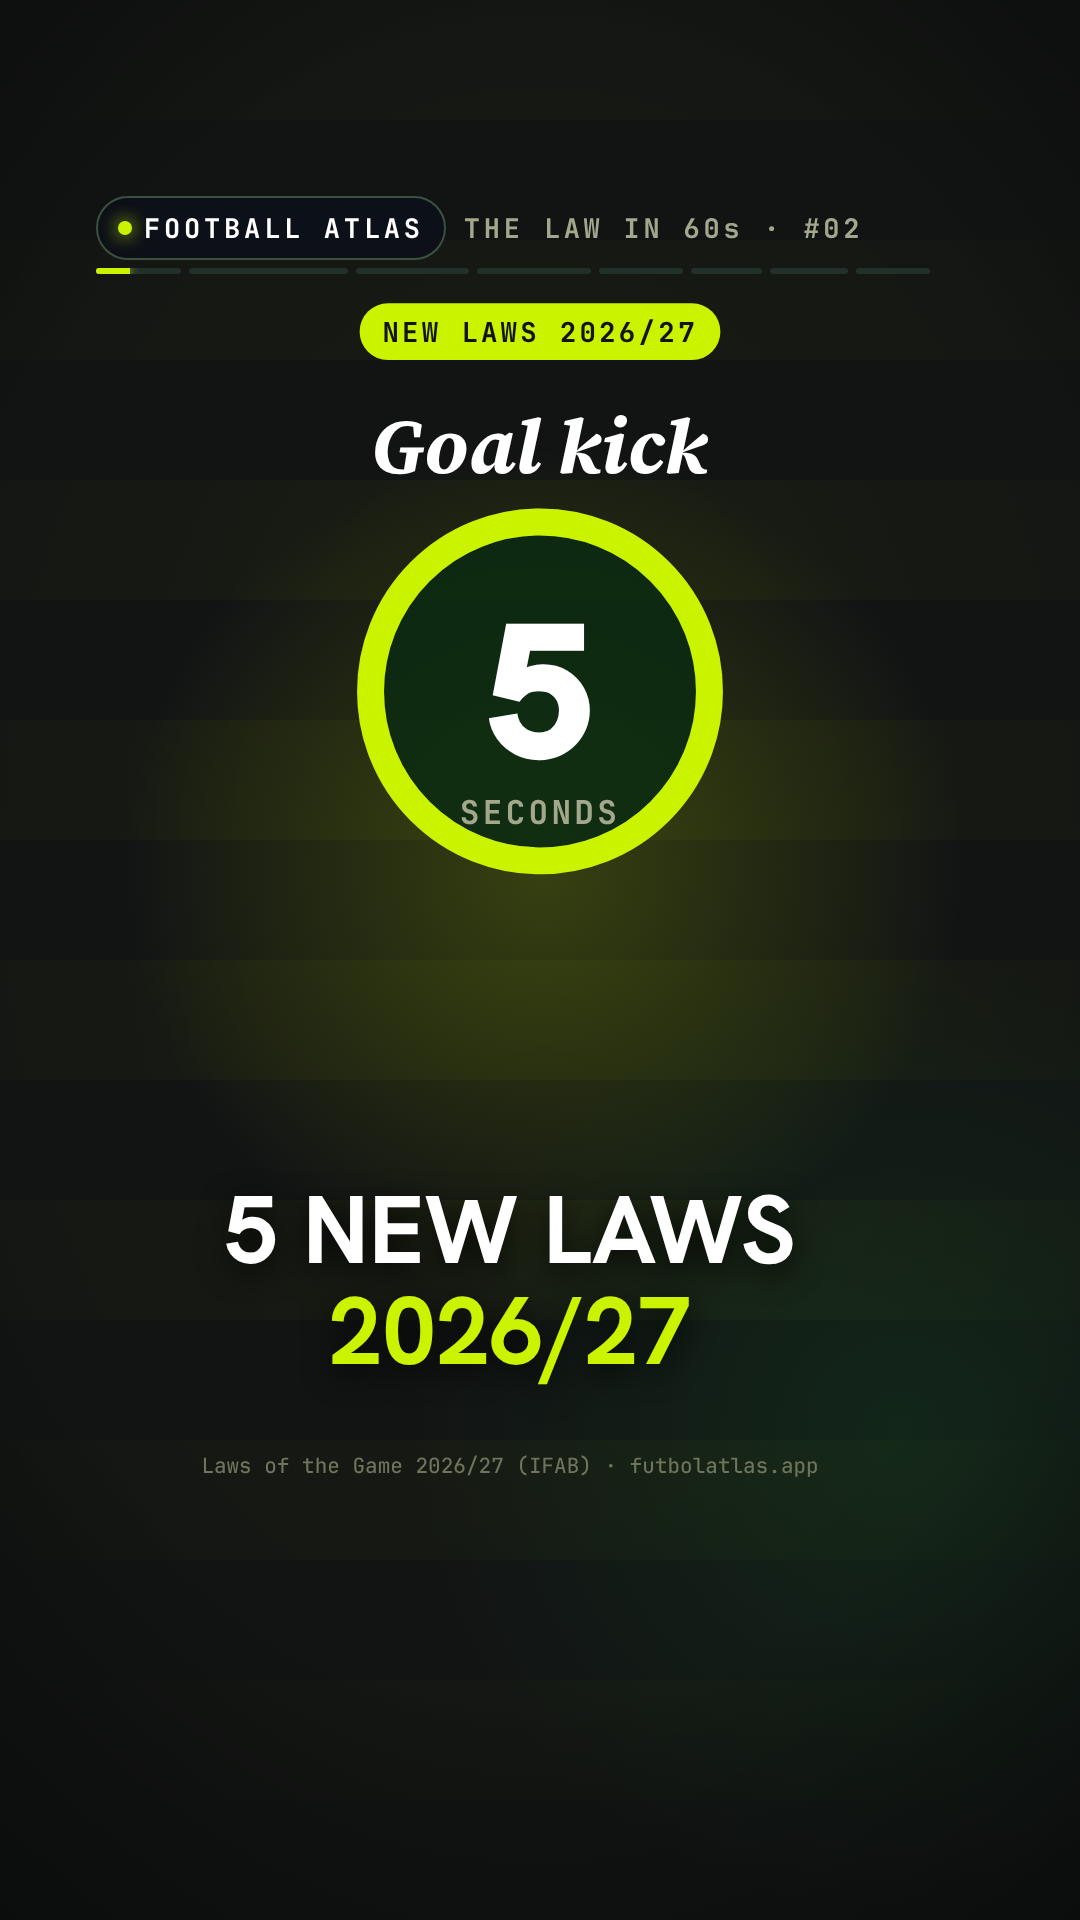 FOOTBALL ATLAS THE LAW IN 60s · #02
NEW LAWS 2026/27
Goal kick
5
SECONDS
5 NEW LAWS
2026/27
Laws of the Game 2026/27 (IFAB) · futbolatlas.app